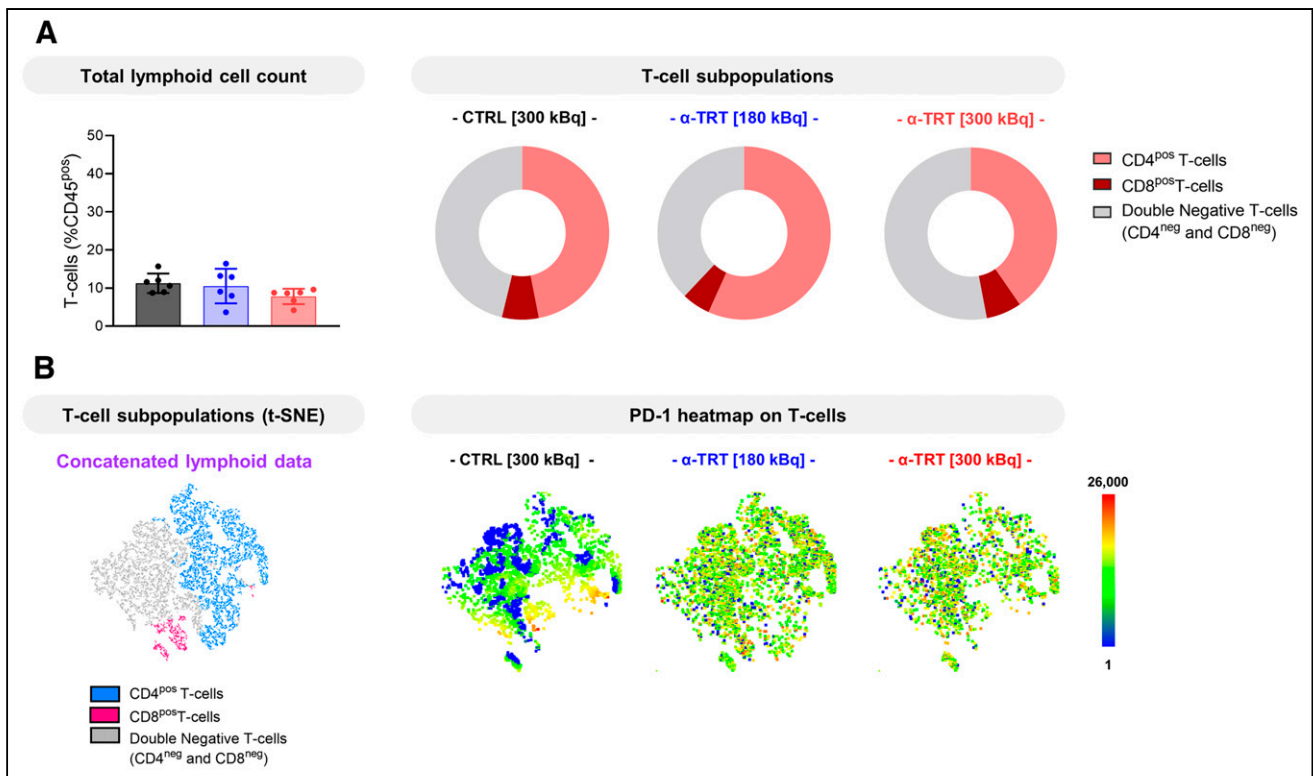 A
Total lymphoid cell count
T-cell subpopulations
- CTRL [300 kBq] -
- α-TRT [180 kBq] -
- α-TRT [300 kBq] -
T-cells (%CD45pos)
50
40
30
20
10
0
CD4pos T-cells
CD8posT-cells
Double Negative T-cells
(CD4neg and CD8neg)
B
T-cell subpopulations (t-SNE)
PD-1 heatmap on T-cells
Concatenated lymphoid data
- CTRL [300 kBq] -
- α-TRT [180 kBq] -
- α-TRT [300 kBq] -
26,000
1
CD4pos T-cells
CD8posT-cells
Double Negative T-cells
(CD4neg and CD8neg)